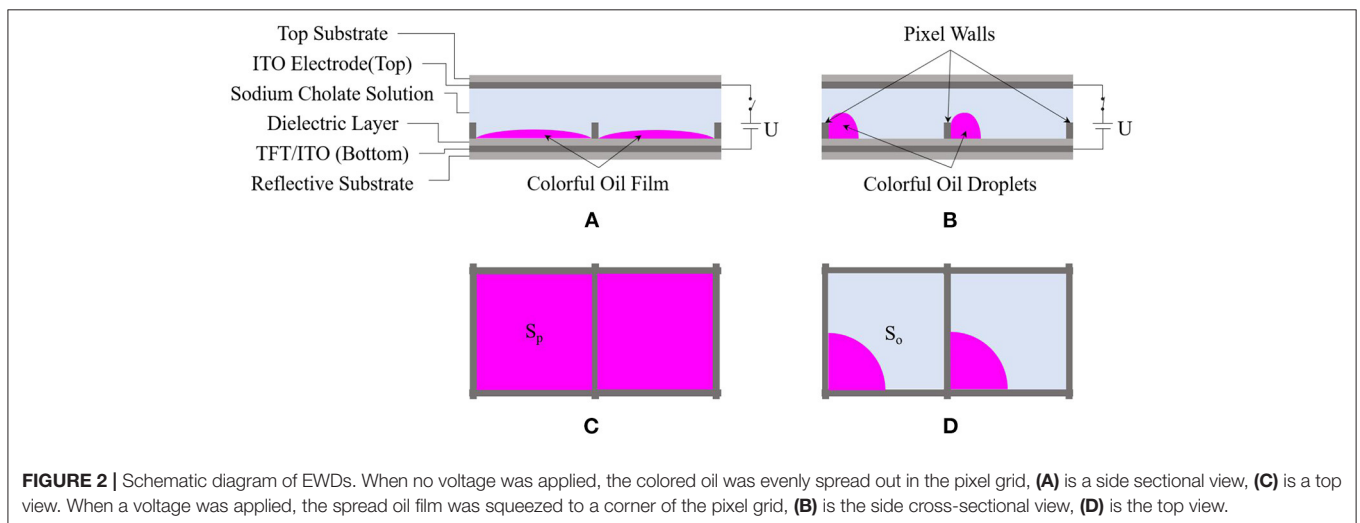 Top Substrate
ITO Electrode(Top)
Sodium Cholate Solution
Dielectric Layer
TFT/ITO (Bottom)
Reflective Substrate
Colorful Oil Film
U
A
Pixel Walls
U
Colorful Oil Droplets
B
Sp
C
So
D
FIGURE 2 | Schematic diagram of EWDs. When no voltage was applied, the colored oil was evenly spread out in the pixel grid, (A) is a side sectional view, (C) is a top
view. When a voltage was applied, the spread oil film was squeezed to a corner of the pixel grid, (B) is the side cross-sectional view, (D) is the top view.